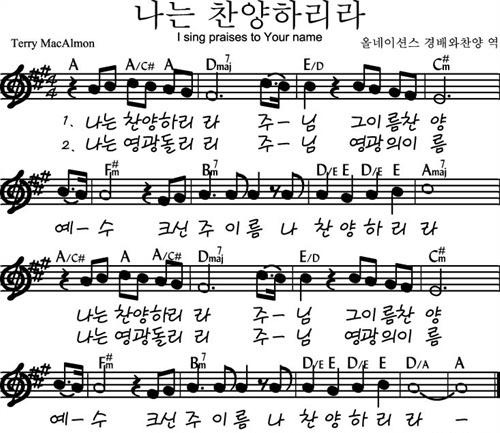 나는 찬양하리라
I sing praises to Your name
Terry MacAlmon
올네이션스 경배와찬양 역
A A/C# A Dmaj7 E/D C#m
4 4
1. 나는 찬양하리 라 주-님 그이름찬 양
2. 나는 영광돌리 리 주-님 영광의이 름
F#m Bm7 D/E E D/E E Amaj7
예-수 크신 주 이 름 나 찬 양 하 리 라
A A/C# A A/C# Dmaj7 E/D C#m
나는 찬양하리 라 주-님 그이름찬 양
나는 영광돌리 리 주-님 영광의이 름
F#m Bm7 D/E E D/E E D/A A
예-수 크신 주 이 름 나 찬 양 하 리 라 -